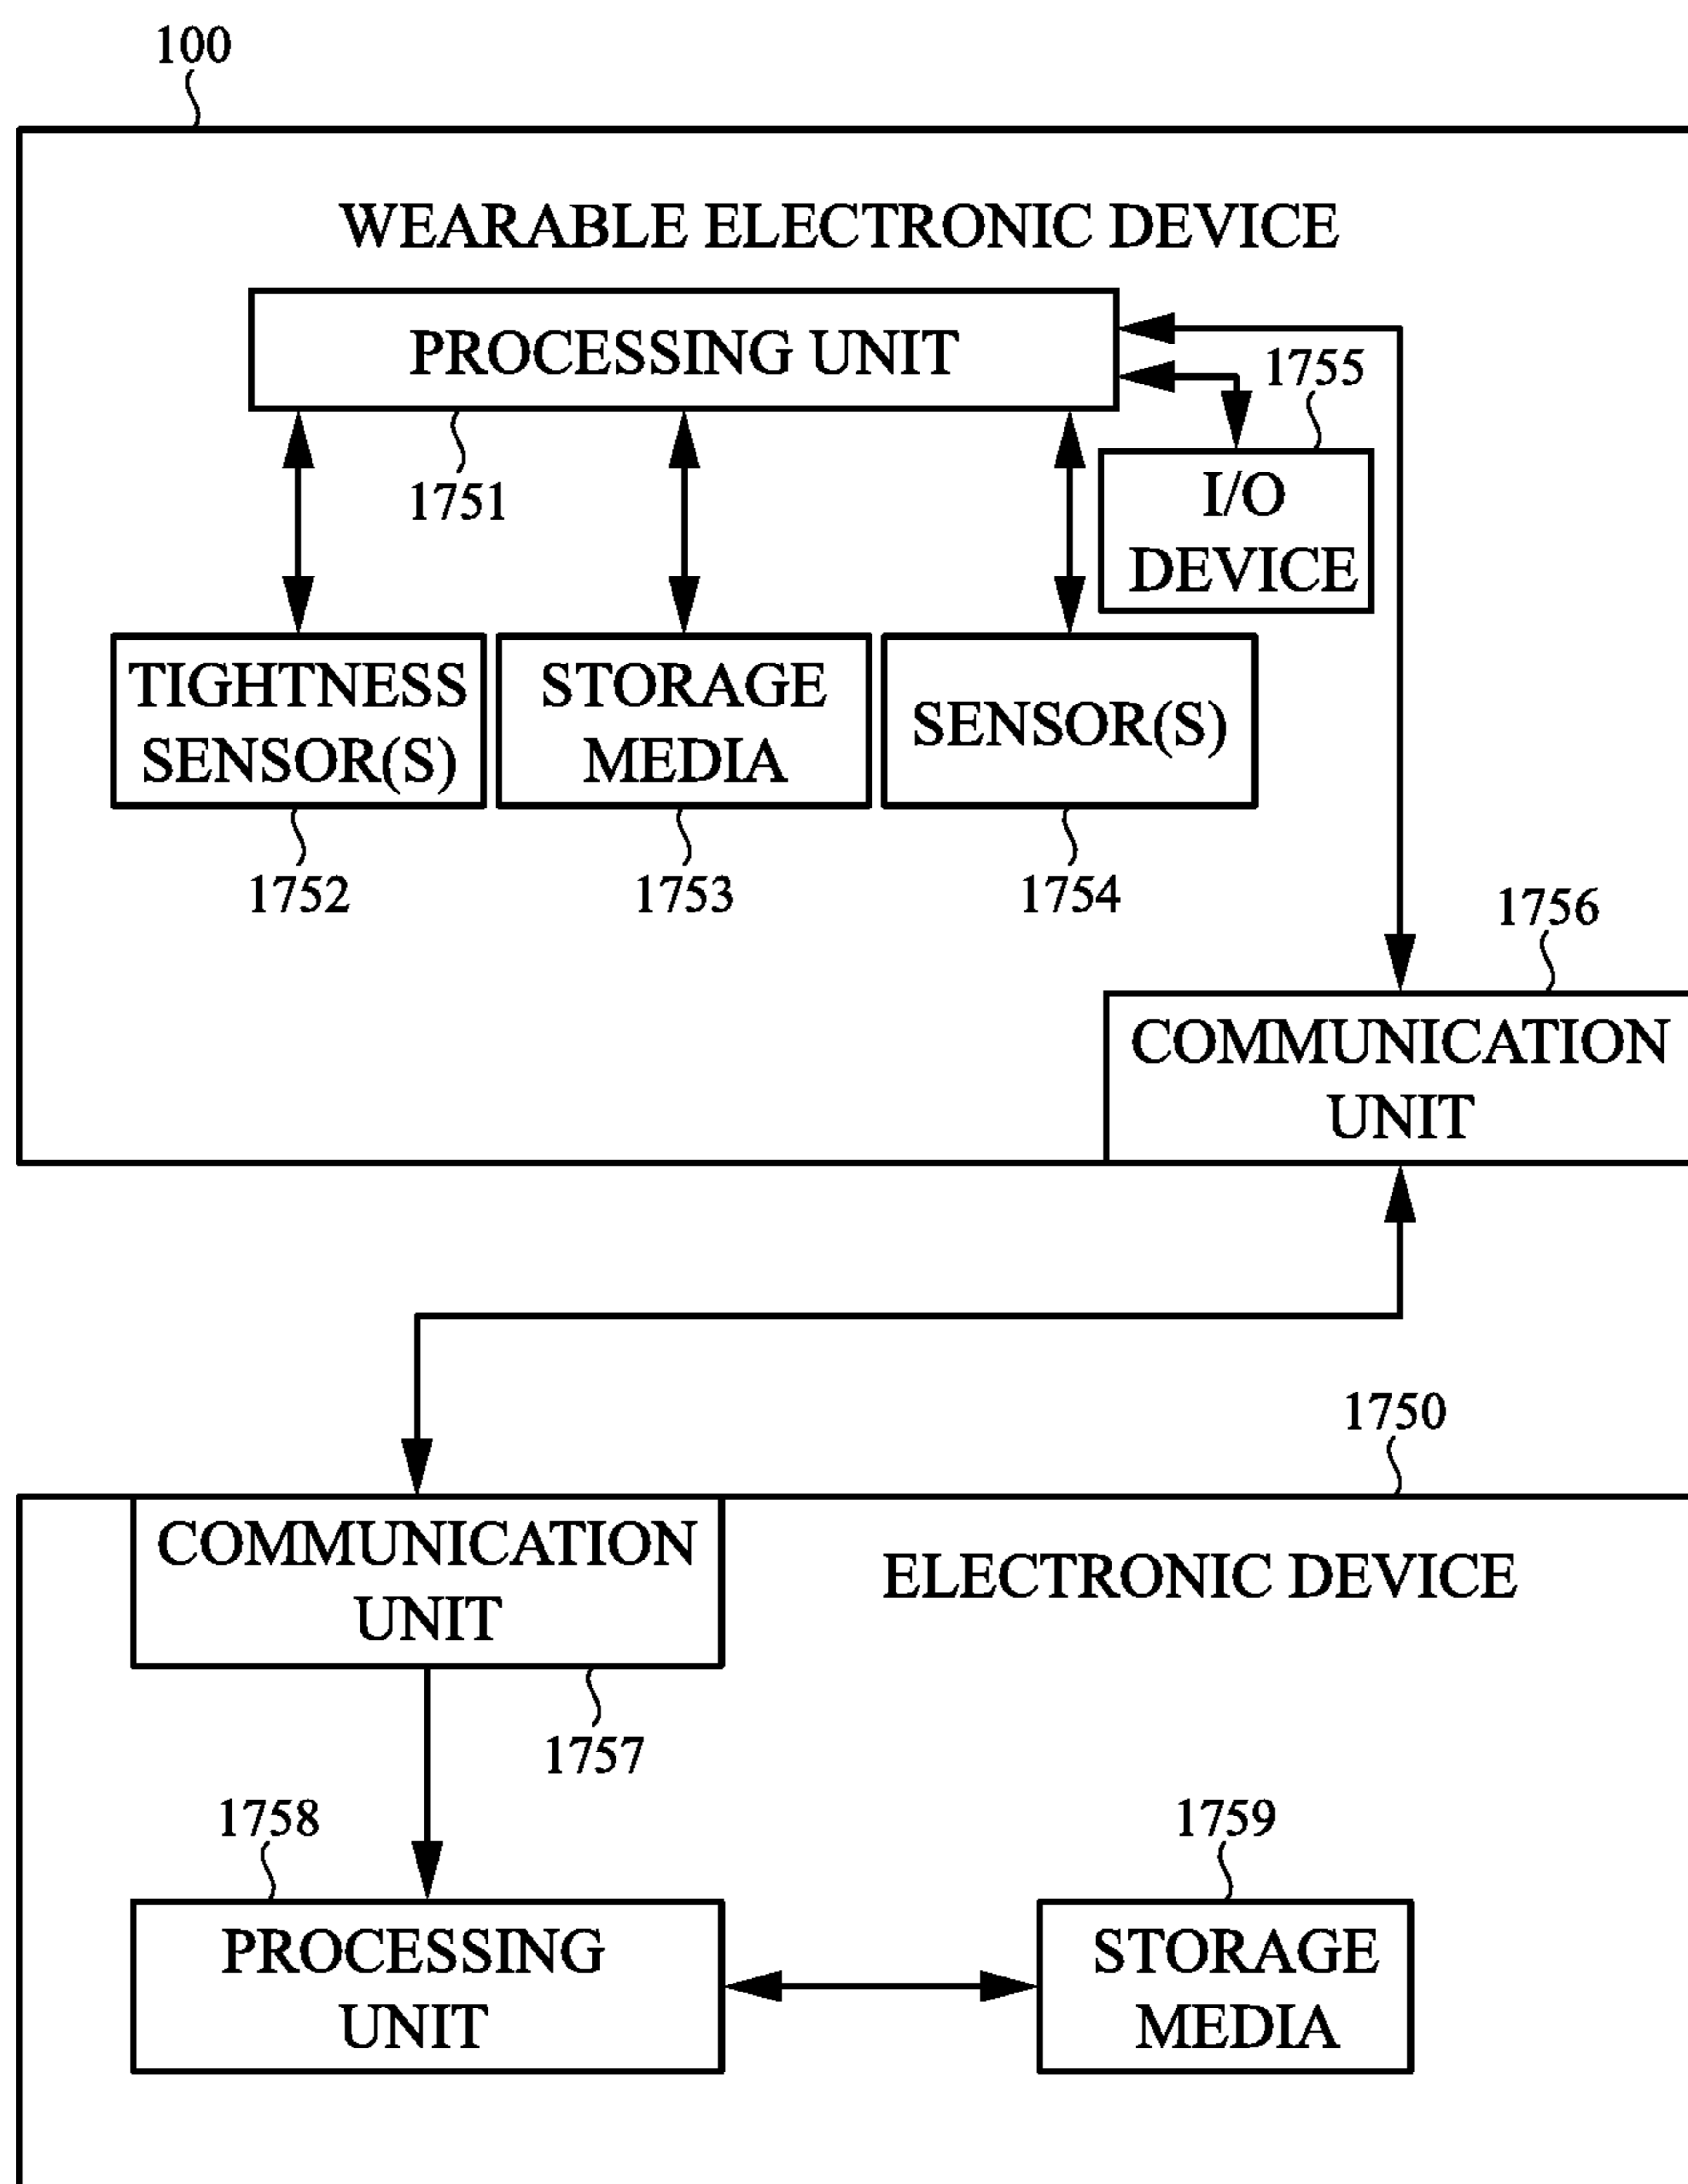 100
WEARABLE ELECTRONIC DEVICE
PROCESSING UNIT
1755
1751
I/O
DEVICE
TIGHTNESS
SENSOR(S)
STORAGE
MEDIA
SENSOR(S)
1752
1753
1754
1756
COMMUNICATION
UNIT
1750
COMMUNICATION
UNIT
ELECTRONIC DEVICE
1757
1758
1759
PROCESSING
UNIT
STORAGE
MEDIA